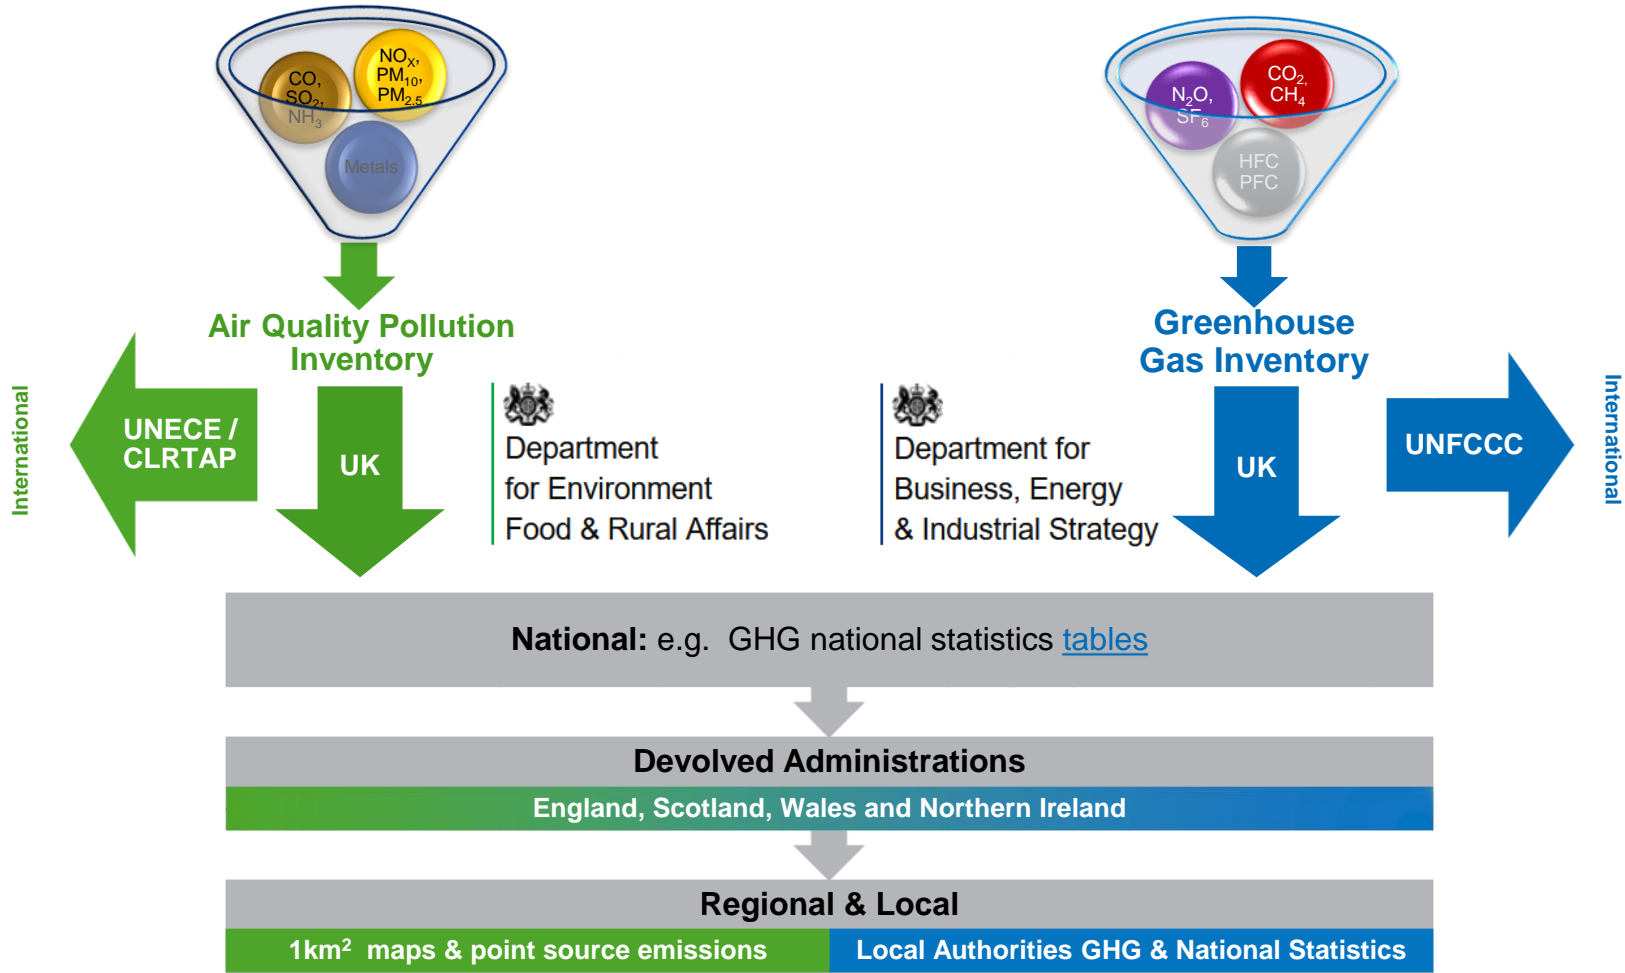 CO,
SO₂,
NH₃
NOₓ,
PM₁₀,
PM₂.₅
Metals
N₂O,
SF₆
CO₂,
CH₄
HFC
PFC
Air Quality Pollution
Inventory
Greenhouse
Gas Inventory
International
UNECE /
CLRTAP
UK
Department
for Environment
Food & Rural Affairs
Department for
Business, Energy
& Industrial Strategy
UK
UNFCCC
International
National: e.g. GHG national statistics tables
Devolved Administrations
England, Scotland, Wales and Northern Ireland
Regional & Local
1km² maps & point source emissions
Local Authorities GHG & National Statistics